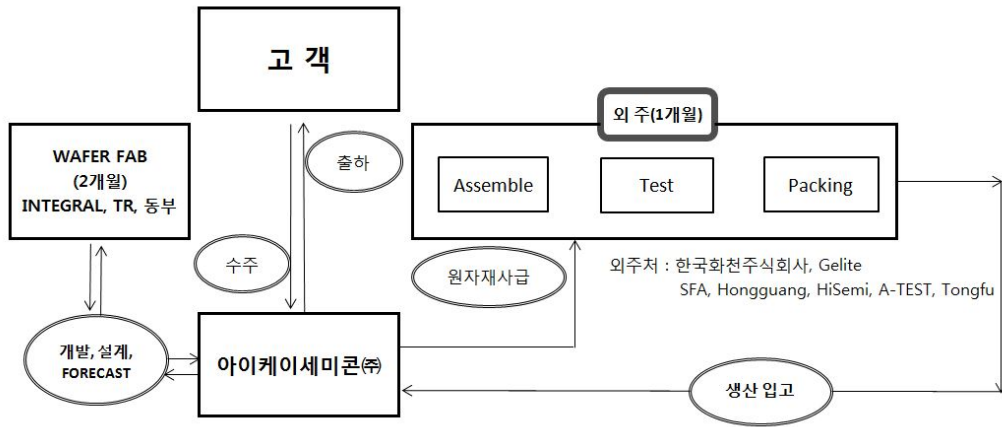 고 객
외 주(1개월)
WAFER FAB
(2개월)
INTEGRAL, TR, 동부
출하
Assemble
Test
Packing
수주
원자재사급
외주처 : 한국화천주식회사, Gelite
SFA, Hongguang, HiSemi, A-TEST, Tongfu
개발, 설계,
FORECAST
아이케이세미콘㈜
생산 입고